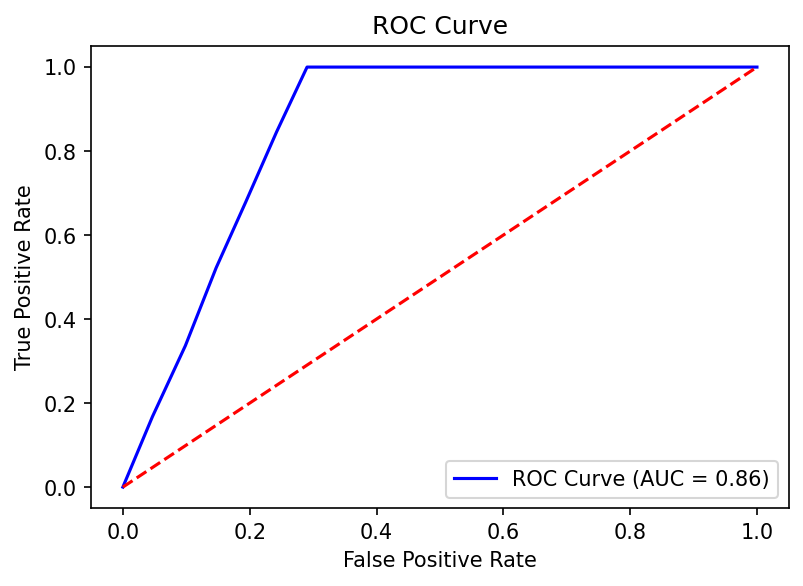 ROC Curve
1.0
0.8
0.6
0.4
0.2
0.0
True Positive Rate
0.0 0.2 0.4 0.6 0.8 1.0
False Positive Rate
ROC Curve (AUC = 0.86)